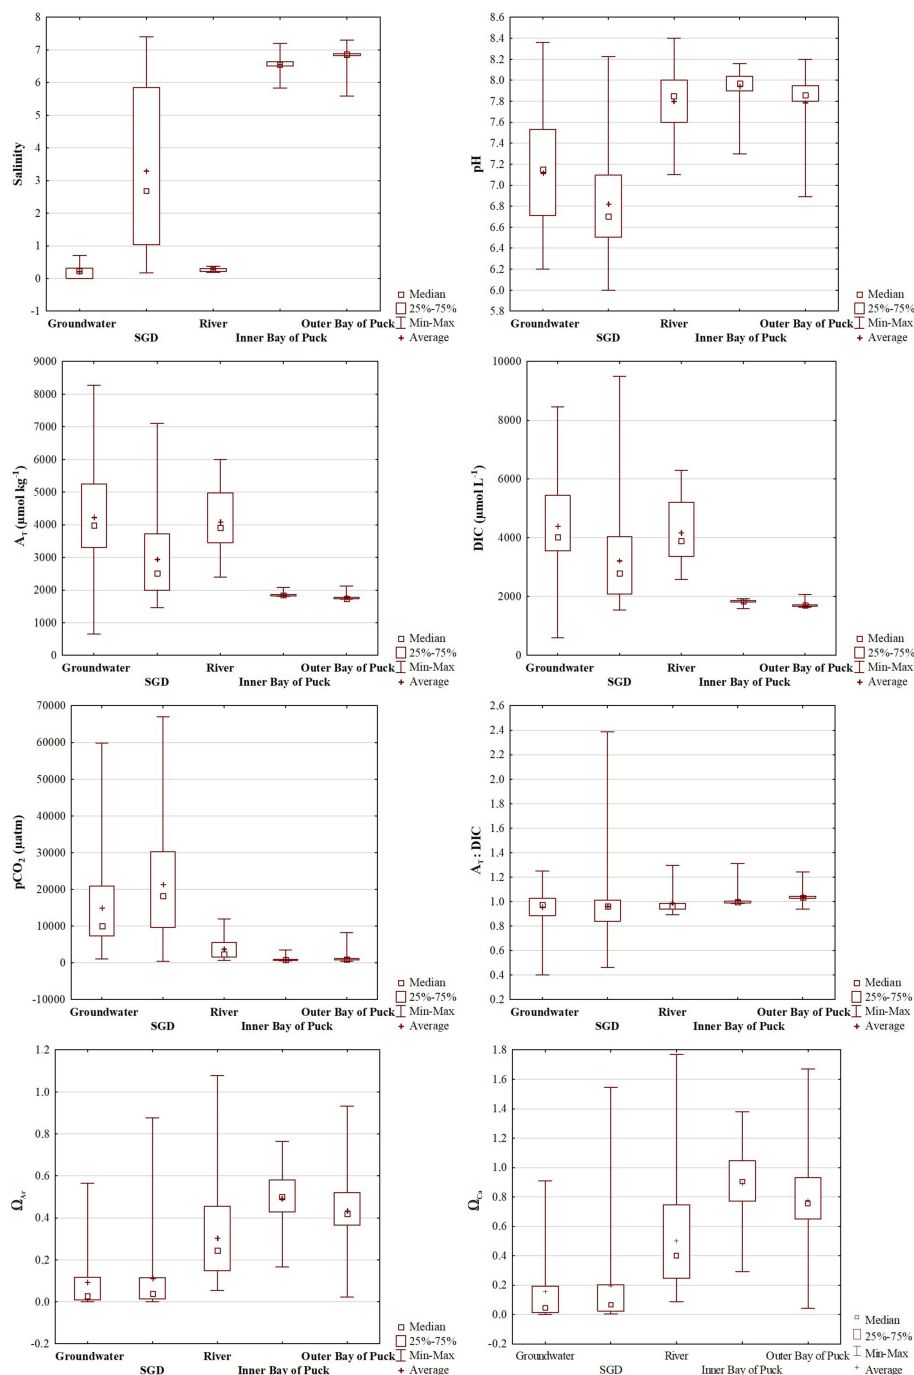 8
7
6
5
4
3
2
1
0
-1
Salinity
Groundwater
SGD
River
Inner Bay of Puck
Outer Bay of Puck
Median
25%-75%
Min-Max
Average
8.6
8.4
8.2
8.0
7.8
7.6
7.4
7.2
7.0
6.8
6.6
6.4
6.2
6.0
5.8
pH
Groundwater
SGD
River
Inner Bay of Puck
Outer Bay of Puck
Median
25%-75%
Min-Max
Average
9000
8000
7000
6000
5000
4000
3000
2000
1000
0
A_T (µmol kg⁻¹)
Groundwater
SGD
River
Inner Bay of Puck
Outer Bay of Puck
Median
25%-75%
Min-Max
Average
10000
8000
6000
4000
2000
0
DIC (µmol L⁻¹)
Groundwater
SGD
River
Inner Bay of Puck
Outer Bay of Puck
Median
25%-75%
Min-Max
Average
70000
60000
50000
40000
30000
20000
10000
0
-10000
pCO₂ (µatm)
Groundwater
SGD
River
Inner Bay of Puck
Outer Bay of Puck
Median
25%-75%
Min-Max
Average
2.6
2.4
2.2
2.0
1.8
1.6
1.4
1.2
1.0
0.8
0.6
0.4
0.2
A_T : DIC
Groundwater
SGD
River
Inner Bay of Puck
Outer Bay of Puck
Median
25%-75%
Min-Max
Average
1.2
1.0
0.8
0.6
0.4
0.2
0.0
-0.2
Ω_Ar
Groundwater
SGD
River
Inner Bay of Puck
Outer Bay of Puck
Median
25%-75%
Min-Max
Average
1.8
1.6
1.4
1.2
1.0
0.8
0.6
0.4
0.2
0.0
-0.2
Ω_Ca
Groundwater
SGD
River
Inner Bay of Puck
Outer Bay of Puck
Median
25%-75%
Min-Max
Average